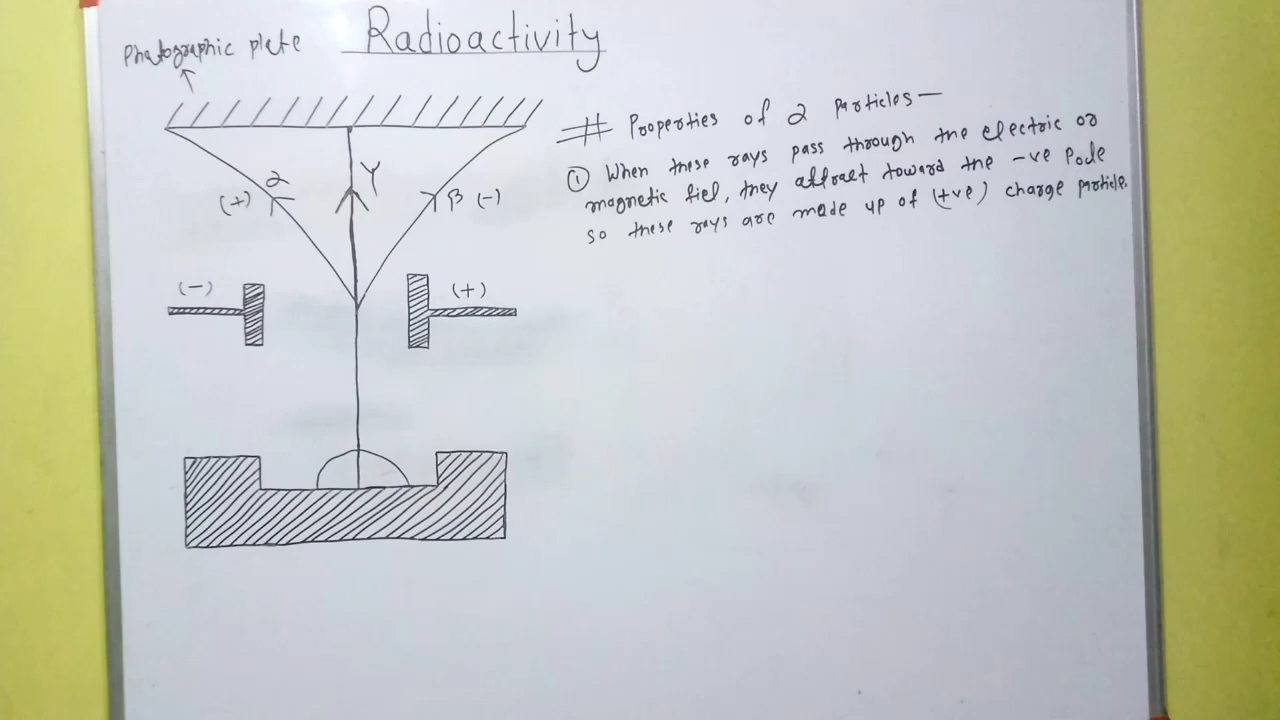 Radioactivity
Photographic plate
(+) α γ β (-)
(-) (+)
# Properties of α Particles —
① When these rays pass through the electric or
magnetic fiel, they attract toward the -ve Pode
so these rays are made up of (+ve) charge particle.